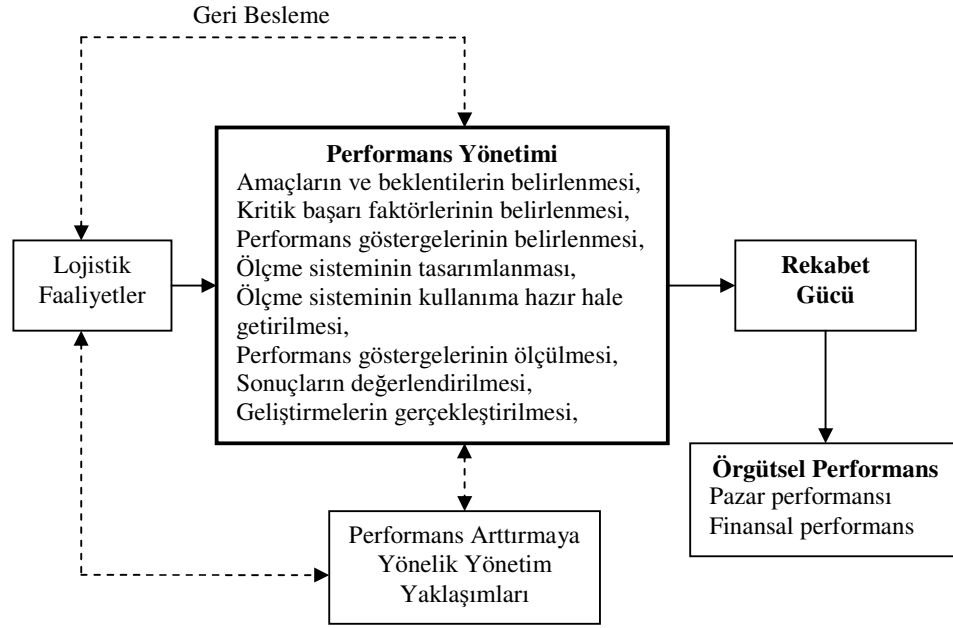 Geri Besleme
Performans Yönetimi
Amaçların ve beklentilerin belirlenmesi,
Kritik başarı faktörlerinin belirlenmesi,
Performans göstergelerinin belirlenmesi,
Ölçme sisteminin tasarımlanması,
Ölçme sisteminin kullanıma hazır hale
getirilmesi,
Performans göstergelerinin ölçülmesi,
Sonuçların değerlendirilmesi,
Geliştirmelerin gerçekleştirilmesi,
Lojistik
Faaliyetler
Rekabet
Gücü
Örgütsel Performans
Pazar performansı
Finansal performans
Performans Arttırmaya
Yönelik Yönetim
Yaklaşımları